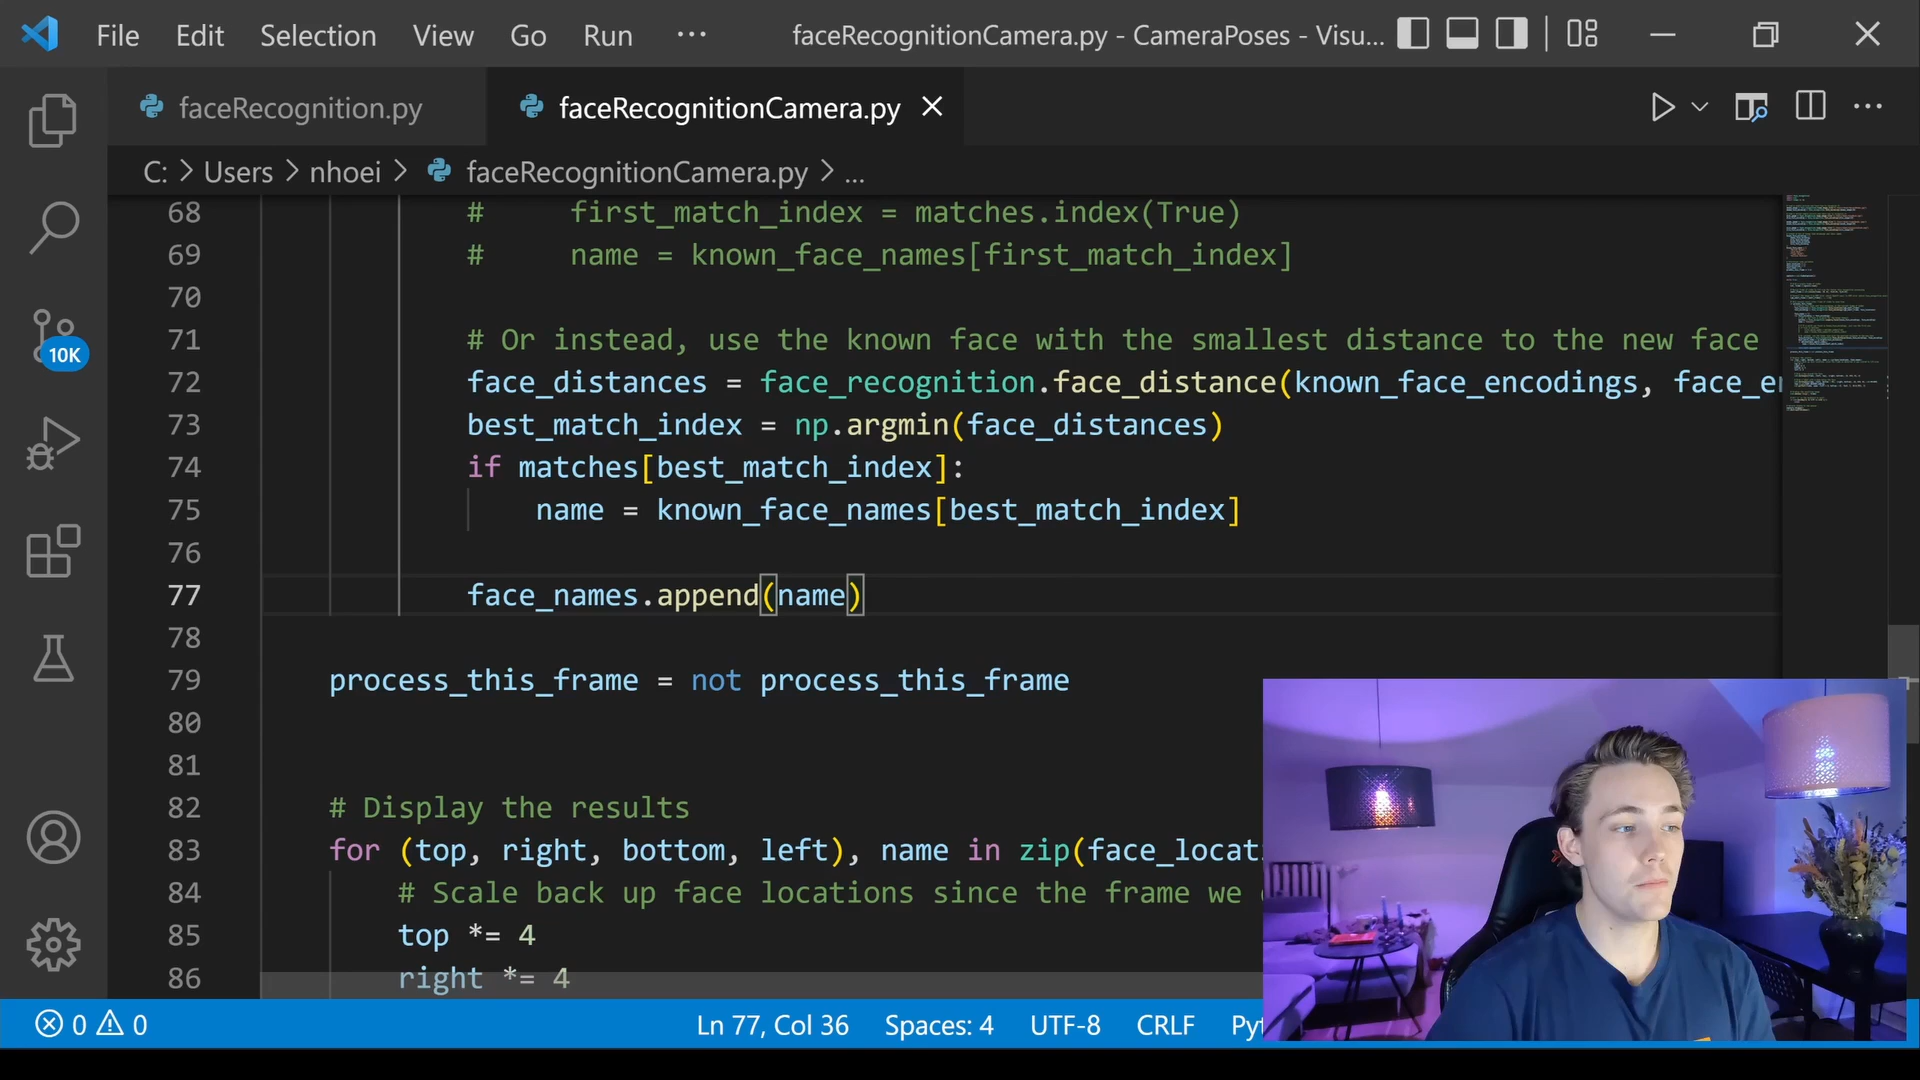 File Edit Selection View Go Run ··· faceRecognitionCamera.py - CameraPoses - Visu...
faceRecognition.py faceRecognitionCamera.py
C: > Users > nhoei > faceRecognitionCamera.py > ...
68 # first_match_index = matches.index(True)
69 # name = known_face_names[first_match_index]
70
71 # Or instead, use the known face with the smallest distance to the new face
72 face_distances = face_recognition.face_distance(known_face_encodings, face_en
73 best_match_index = np.argmin(face_distances)
74 if matches[best_match_index]:
75 name = known_face_names[best_match_index]
76
77 face_names.append(name)
78
79 process_this_frame = not process_this_frame
80
81
82 # Display the results
83 for (top, right, bottom, left), name in zip(face_locat
84 # Scale back up face locations since the frame we
85 top *= 4
86 right *= 4
10K
0 0 Ln 77, Col 36 Spaces: 4 UTF-8 CRLF Py